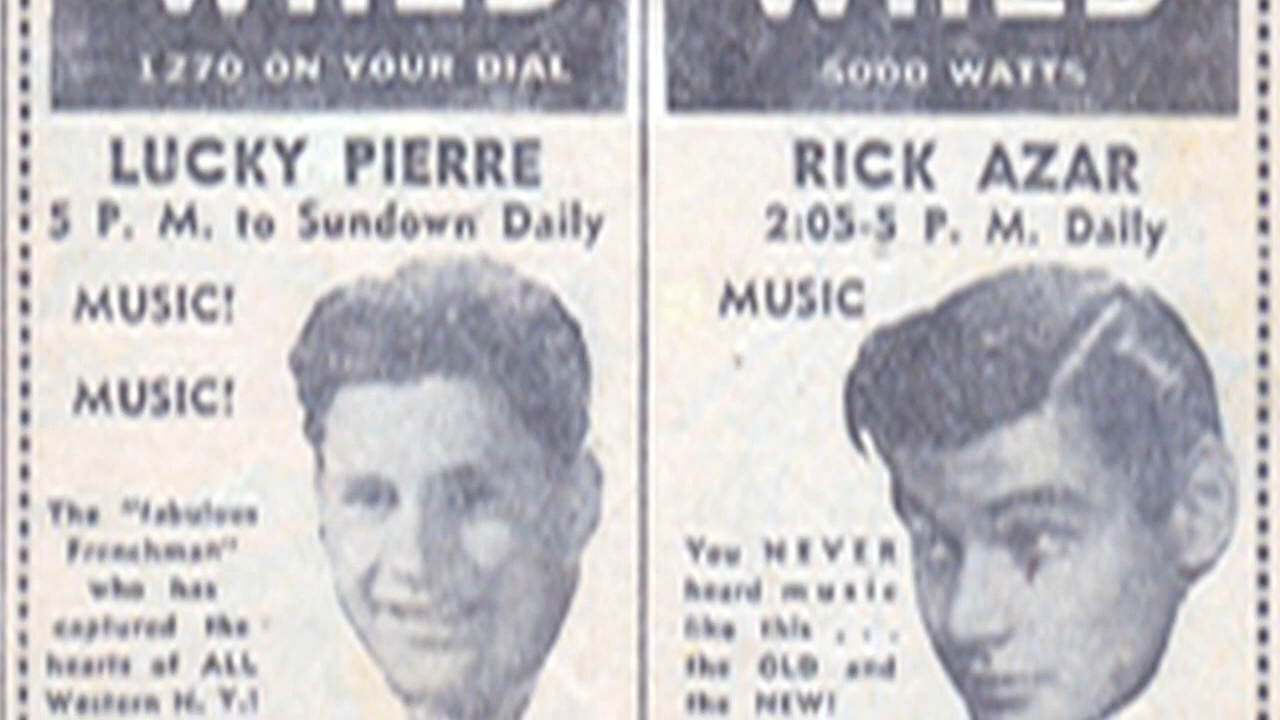 1270 ON YOUR DIAL
LUCKY PIERRE
5 P. M. to Sundown Daily
MUSIC!
MUSIC!
The "fabulous
Frenchman"
who has
captured the
hearts of ALL
Western N. Y.!
5000 WATTS
RICK AZAR
2:05-5 P. M. Daily
MUSIC
You NEVER
heard music
like this . . .
the OLD and
the NEW!